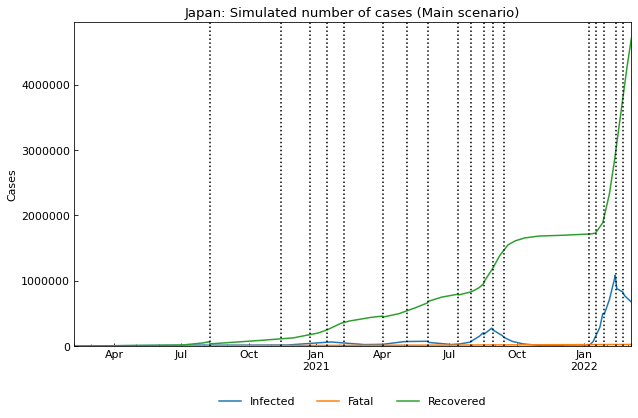 Japan: Simulated number of cases (Main scenario)
Cases
4000000
3000000
2000000
1000000
0
Apr Jul Oct Jan Apr Jul Oct Jan
2021 2022
Infected Fatal Recovered